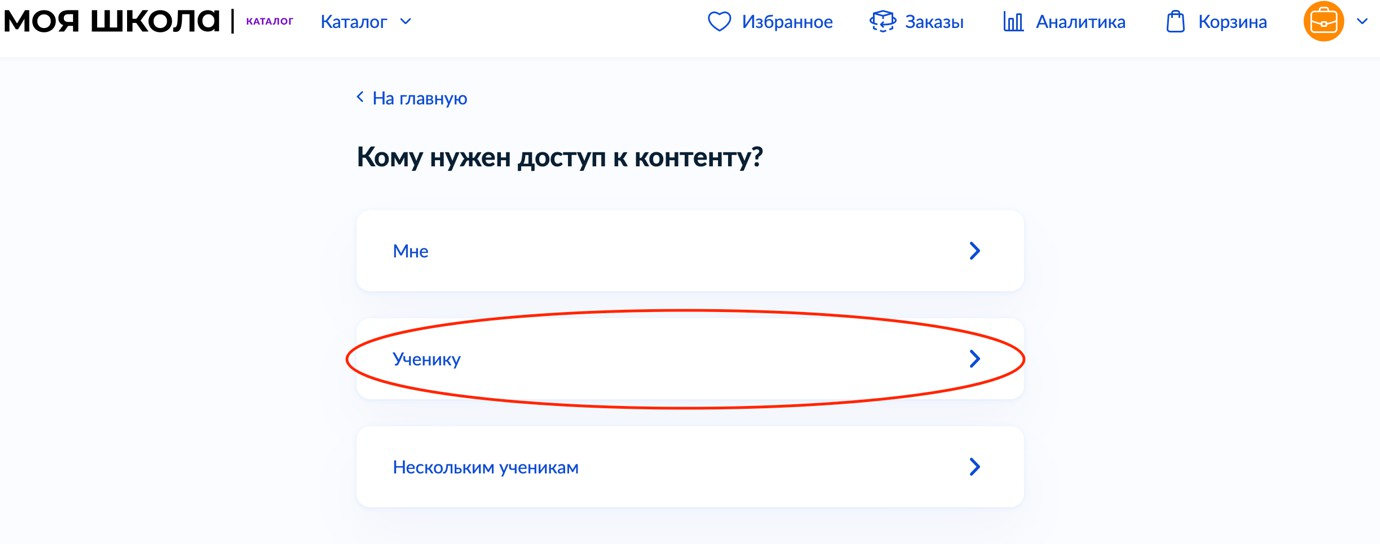 МОЯ ШКОЛА | КАТАЛОГ Каталог Избранное Заказы Аналитика Корзина
На главную
Кому нужен доступ к контенту?
Мне
Ученику
Нескольким ученикам